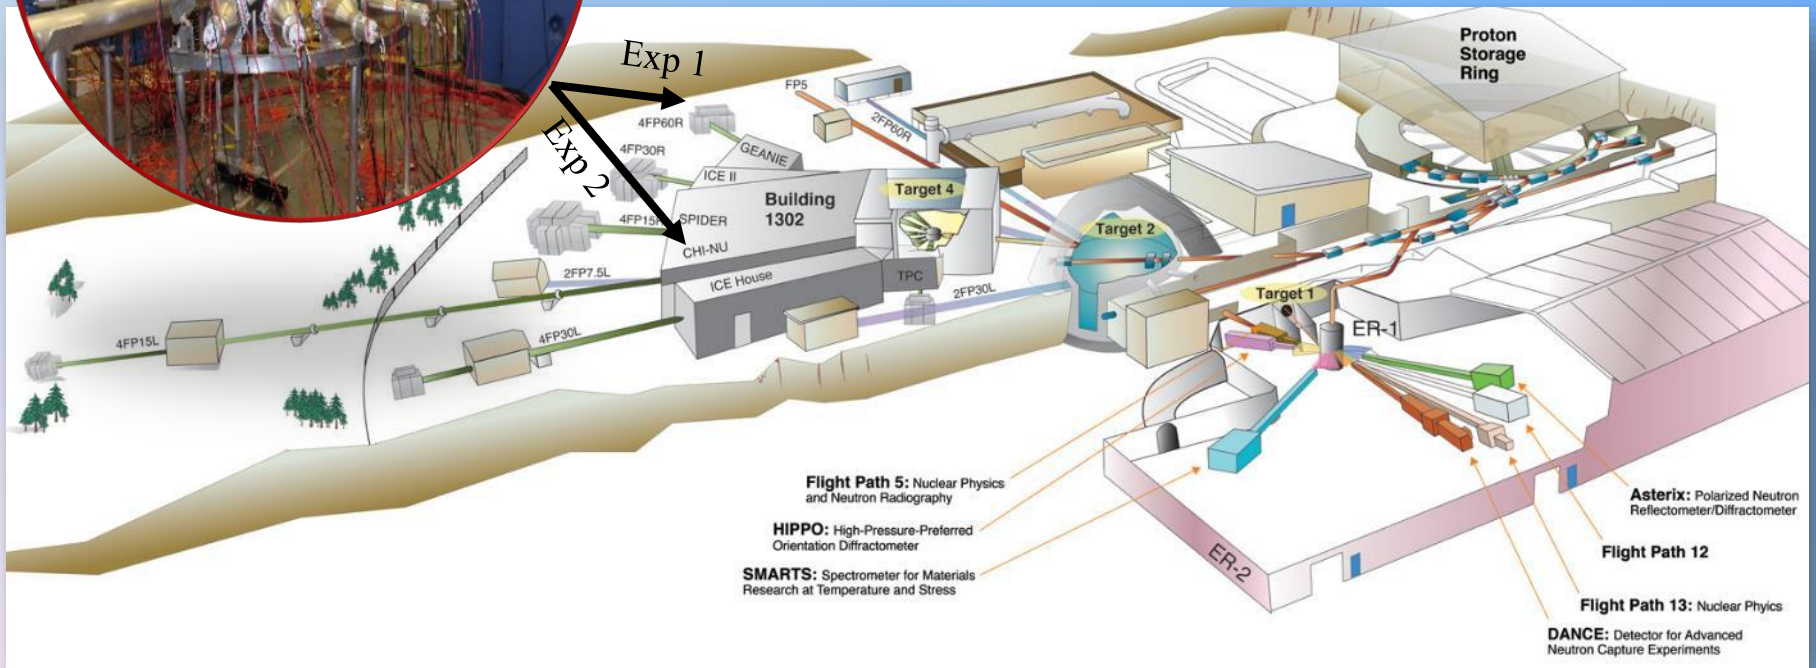 Exp 1
Exp 2
Proton
Storage
Ring
FP5
2FP60R
4FP60R
GEANIE
4FP30R
ICE II
Building
1302
Target 4
4FP15R
SPIDER
CHI-NU
Target 2
ICE House
TPC
2FP7.5L
2FP30L
Target 1
ER-1
4FP15L
4FP30L
Flight Path 5: Nuclear Physics
and Neutron Radiography
HIPPO: High-Pressure-Preferred
Orientation Diffractometer
SMARTS: Spectrometer for Materials
Research at Temperature and Stress
ER-2
Asterix: Polarized Neutron
Reflectometer/Diffractometer
Flight Path 12
Flight Path 13: Nuclear Phyics
DANCE: Detector for Advanced
Neutron Capture Experiments